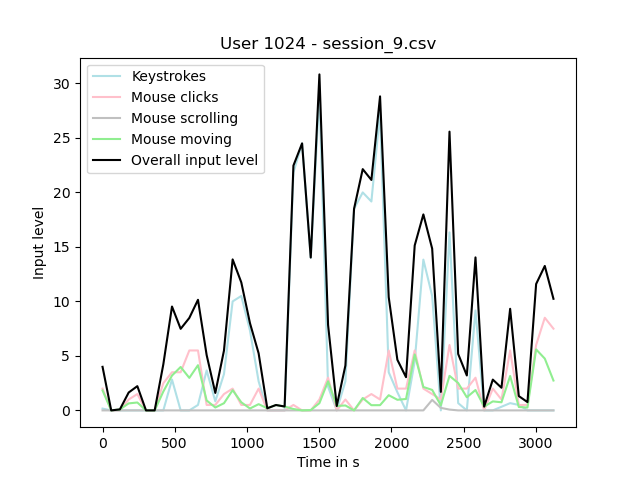 User 1024 - session_9.csv
Keystrokes
Mouse clicks
Mouse scrolling
Mouse moving
Overall input level
30
25
20
15
10
5
0
Input level
0 500 1000 1500 2000 2500 3000
Time in s